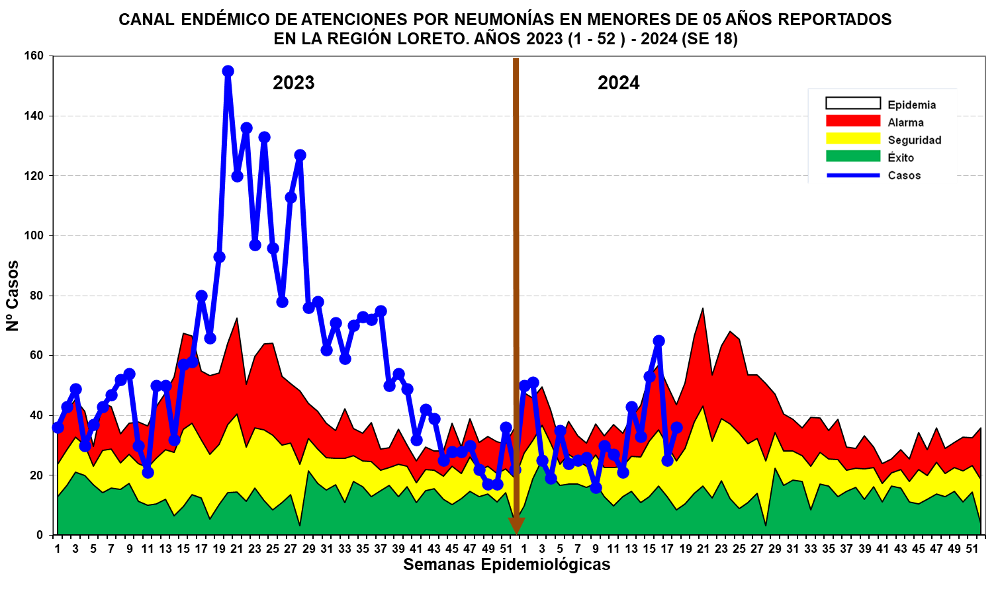 CANAL ENDÉMICO DE ATENCIONES POR NEUMONÍAS EN MENORES DE 05 AÑOS REPORTADOS
EN LA REGIÓN LORETO. AÑOS 2023 (1 - 52 ) - 2024 (SE 18)
2023
2024
Epidemia
Alarma
Seguridad
Éxito
Casos
Nº Casos
160
140
120
100
80
60
40
20
0
1 3 5 7 9 11 13 15 17 19 21 23 25 27 29 31 33 35 37 39 41 43 45 47 49 51 1 3 5 7 9 11 13 15 17 19 21 23 25 27 29 31 33 35 37 39 41 43 45 47 49 51
Semanas Epidemiológicas